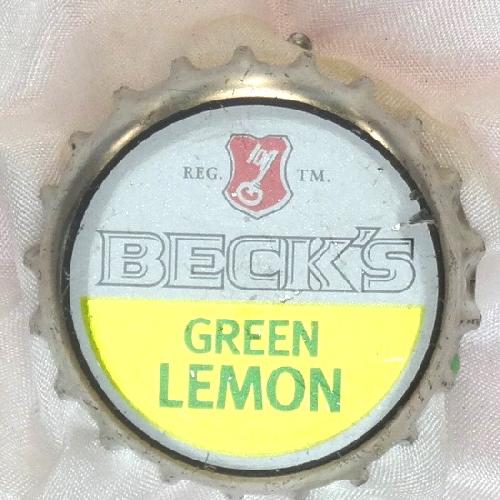 REG. TM.
BECK'S
GREEN
LEMON